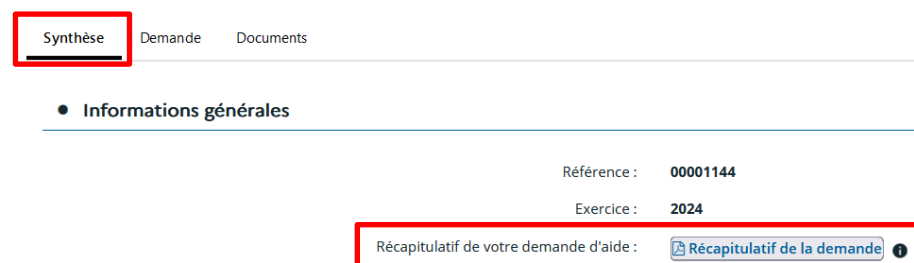 Synthèse Demande Documents
Informations générales
Référence : 00001144
Exercice : 2024
Récapitulatif de votre demande d'aide : Récapitulatif de la demande